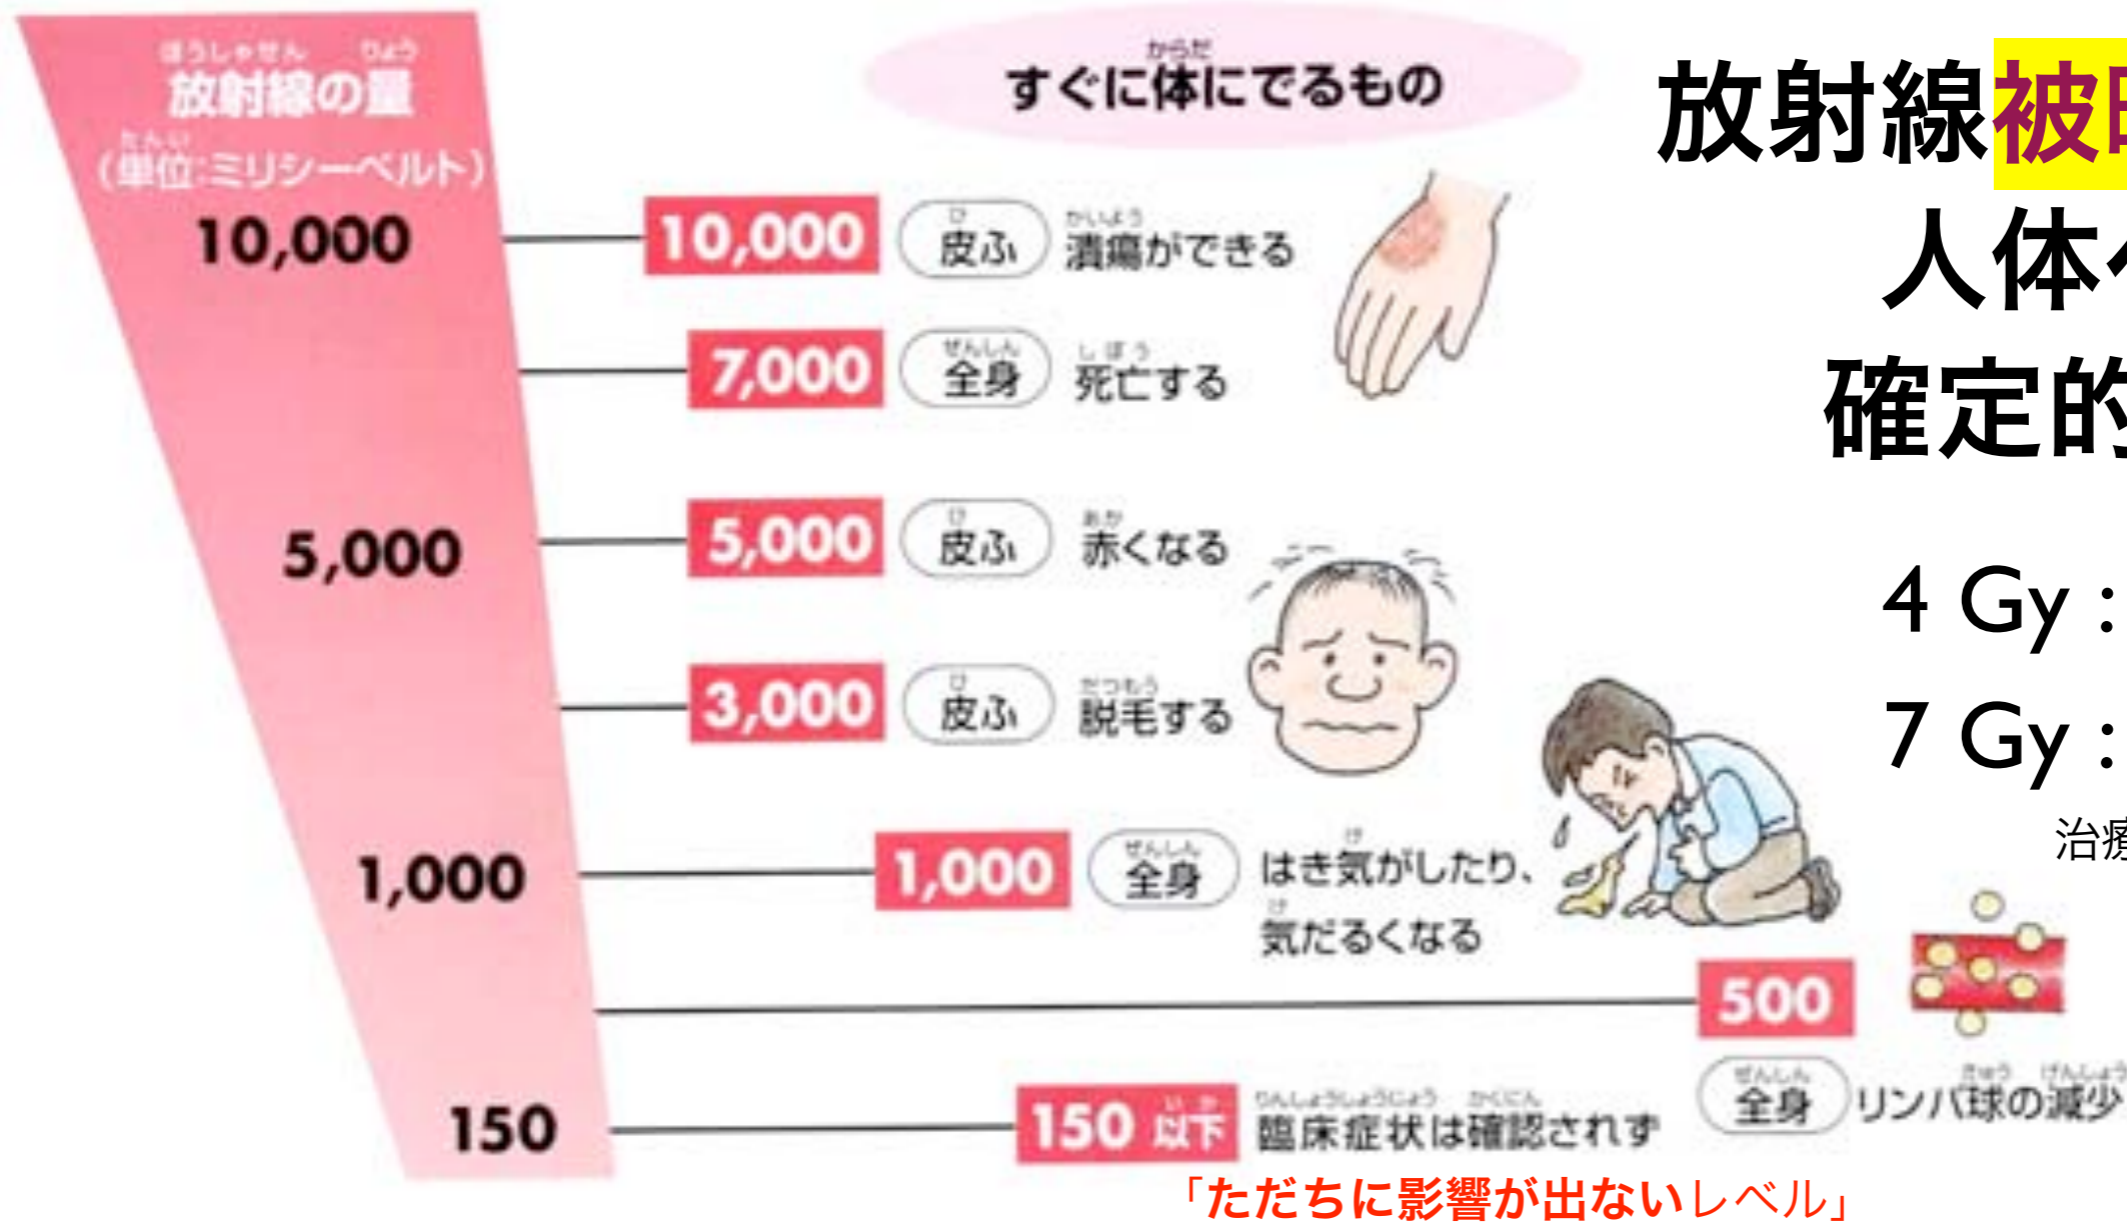 放射線の量
(単位:ミリシーベルト)
10,000
5,000
1,000
150
すぐに体にでるもの
10,000 皮ふ 潰瘍ができる
7,000 全身 死亡する
5,000 皮ふ 赤くなる
3,000 皮ふ 脱毛する
1,000 全身 はき気がしたり、
気だるくなる
500
全身 リンパ球の減少
150 以下 臨床症状は確認されず
「ただちに影響が出ないレベル」
放射線被
人体
確定的
4 Gy :
7 Gy :
治療